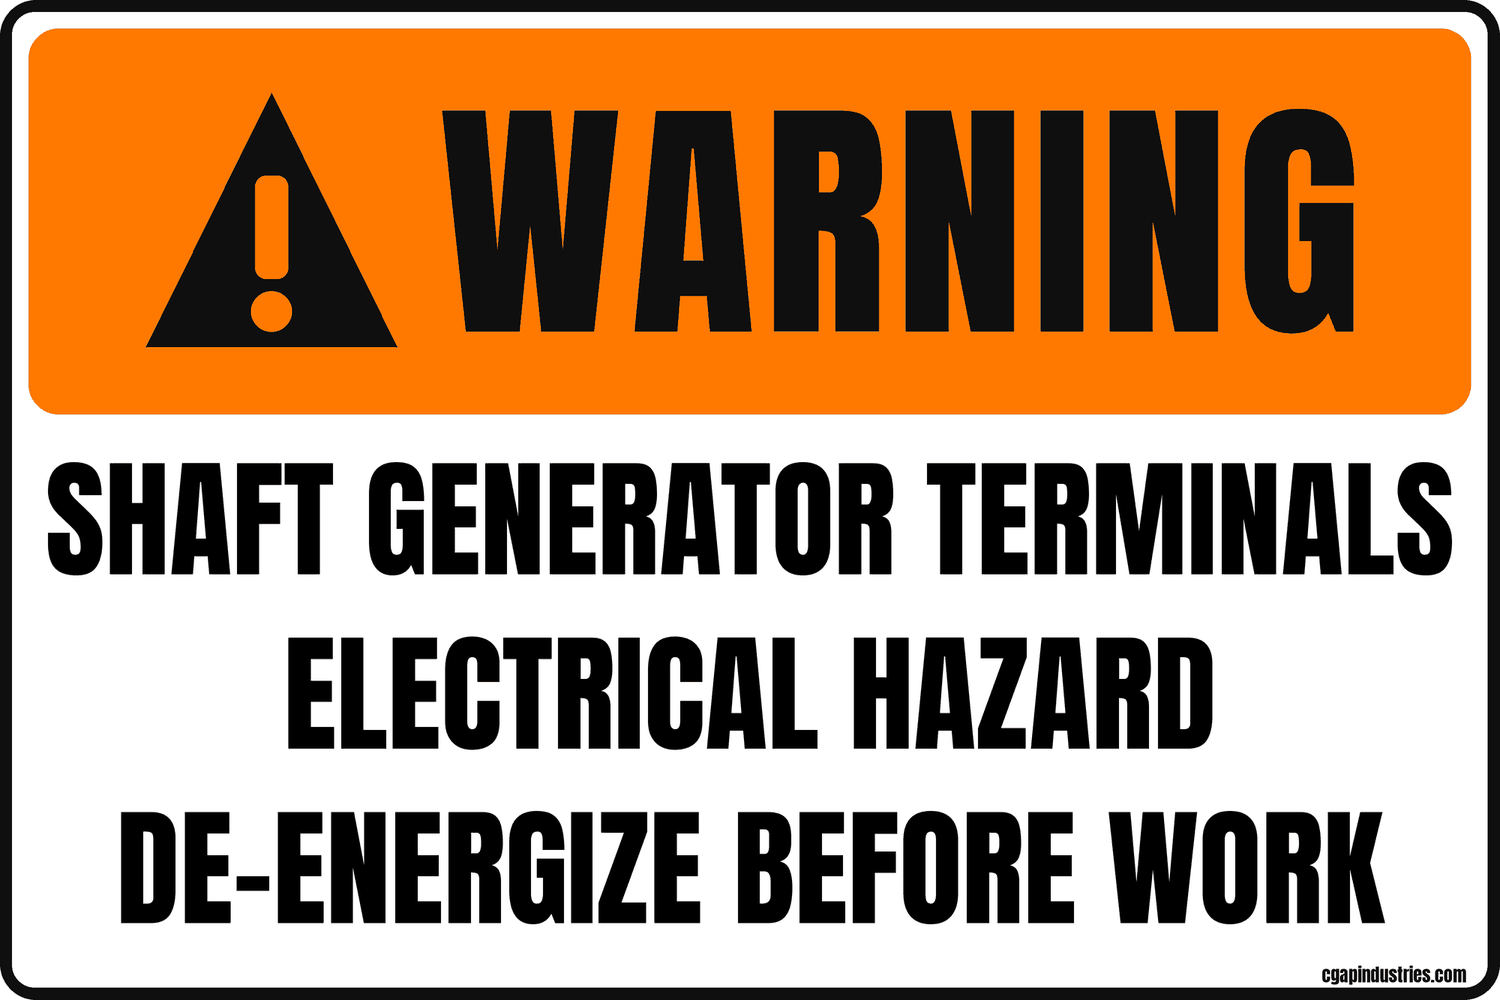 WARNING
SHAFT GENERATOR TERMINALS
ELECTRICAL HAZARD
DE-ENERGIZE BEFORE WORK
cgapindustries.com